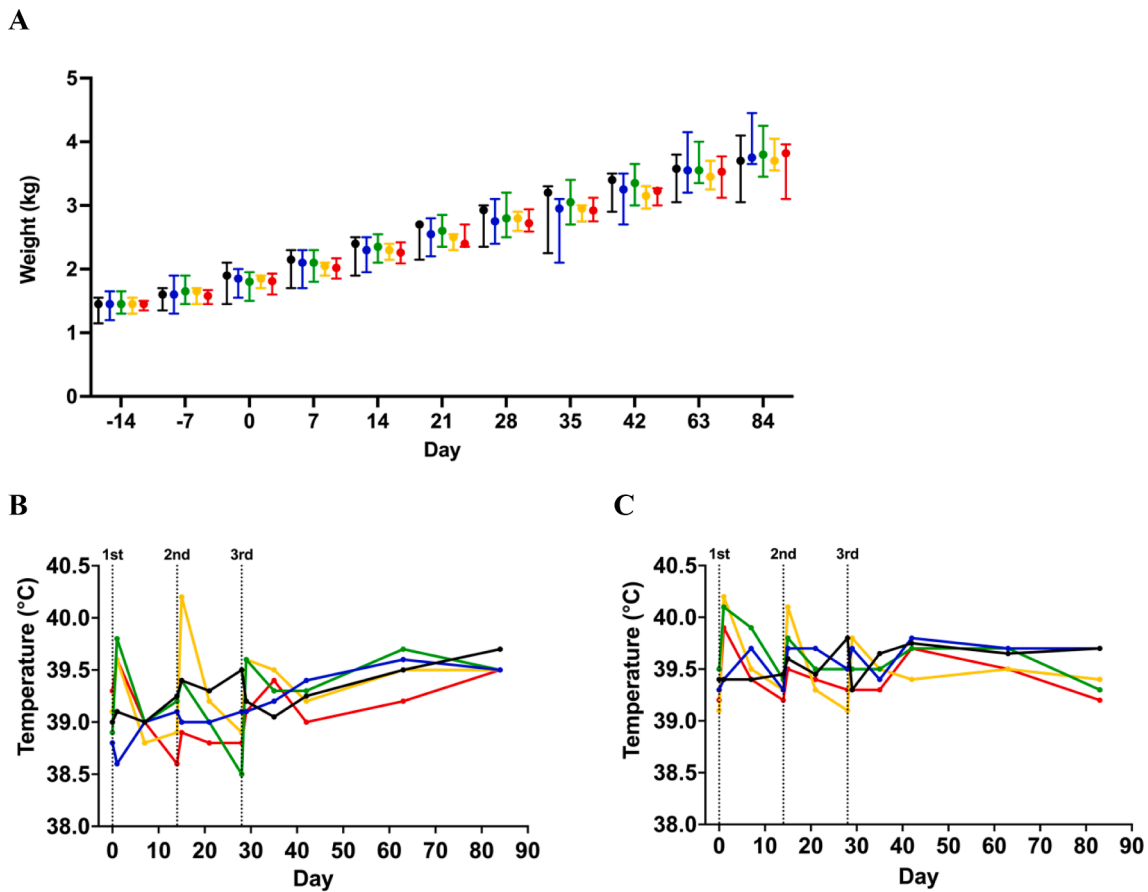 A
Weight (kg)
5
4
3
2
1
0
-14 -7 0 7 14 21 28 35 42 63 84
Day
B
1st 2nd 3rd
Temperature (°C)
40.5
40.0
39.5
39.0
38.5
38.0
0 10 20 30 40 50 60 70 80 90
Day
C
1st 2nd 3rd
Temperature (°C)
40.5
40.0
39.5
39.0
38.5
38.0
0 10 20 30 40 50 60 70 80 90
Day